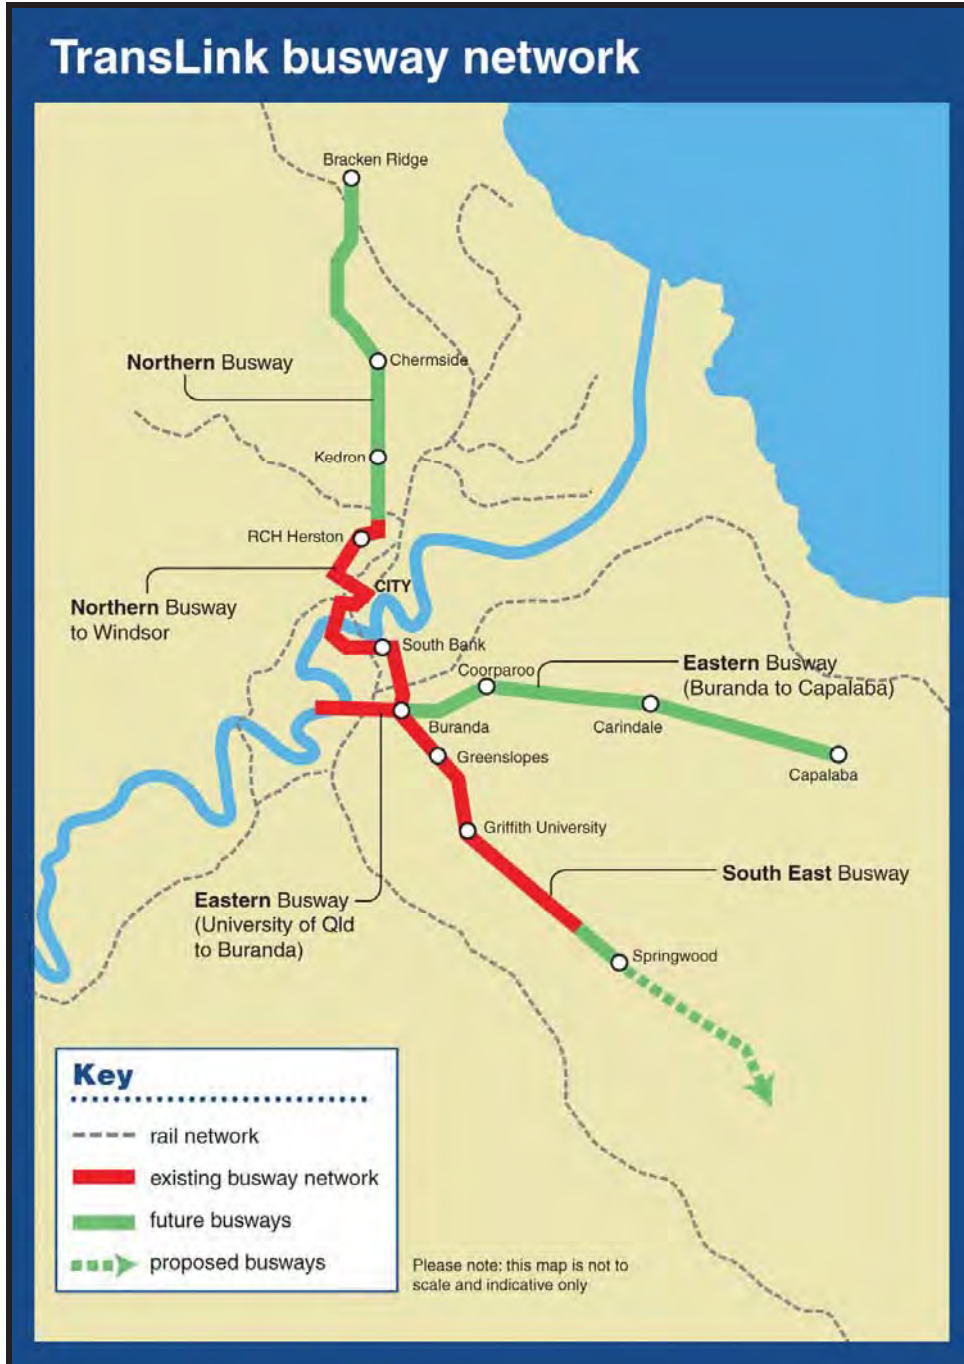 TransLink busway network
Bracken Ridge
Northern Busway
Chermside
Kedron
RCH Herston
CITY
Northern Busway
to Windsor
South Bank
Coorparoo
Eastern Busway
(Buranda to Capalaba)
Buranda
Carindale
Greenslopes
Capalaba
Griffith University
South East Busway
Eastern Busway
(University of Qld
to Buranda)
Springwood
Key
rail network
existing busway network
future busways
proposed busways
Please note: this map is not to
scale and indicative only